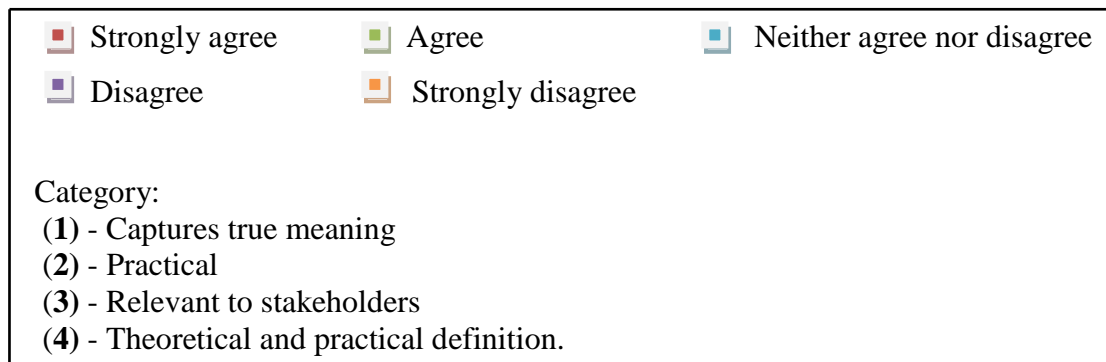 Strongly agree Agree Neither agree nor disagree
Disagree Strongly disagree
Category:
(1) - Captures true meaning
(2) - Practical
(3) - Relevant to stakeholders
(4) - Theoretical and practical definition.